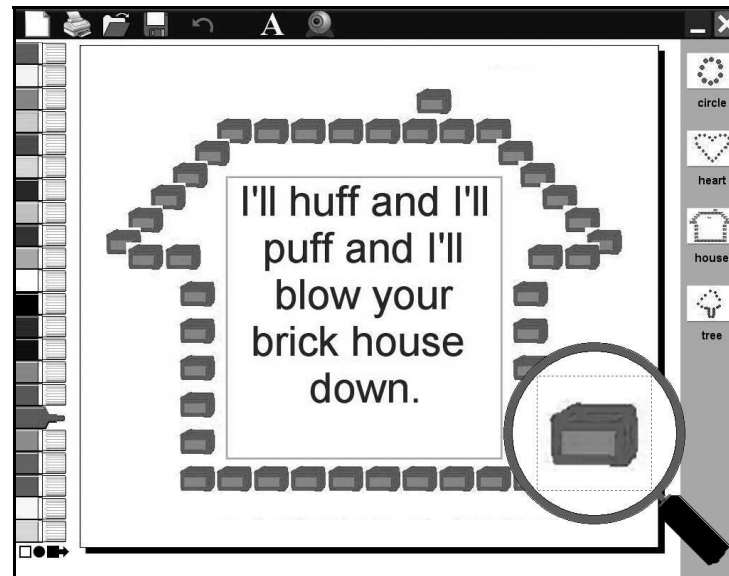 A
I'll huff and I'll
puff and I'll
blow your
brick house
down.
circle
heart
house
tree